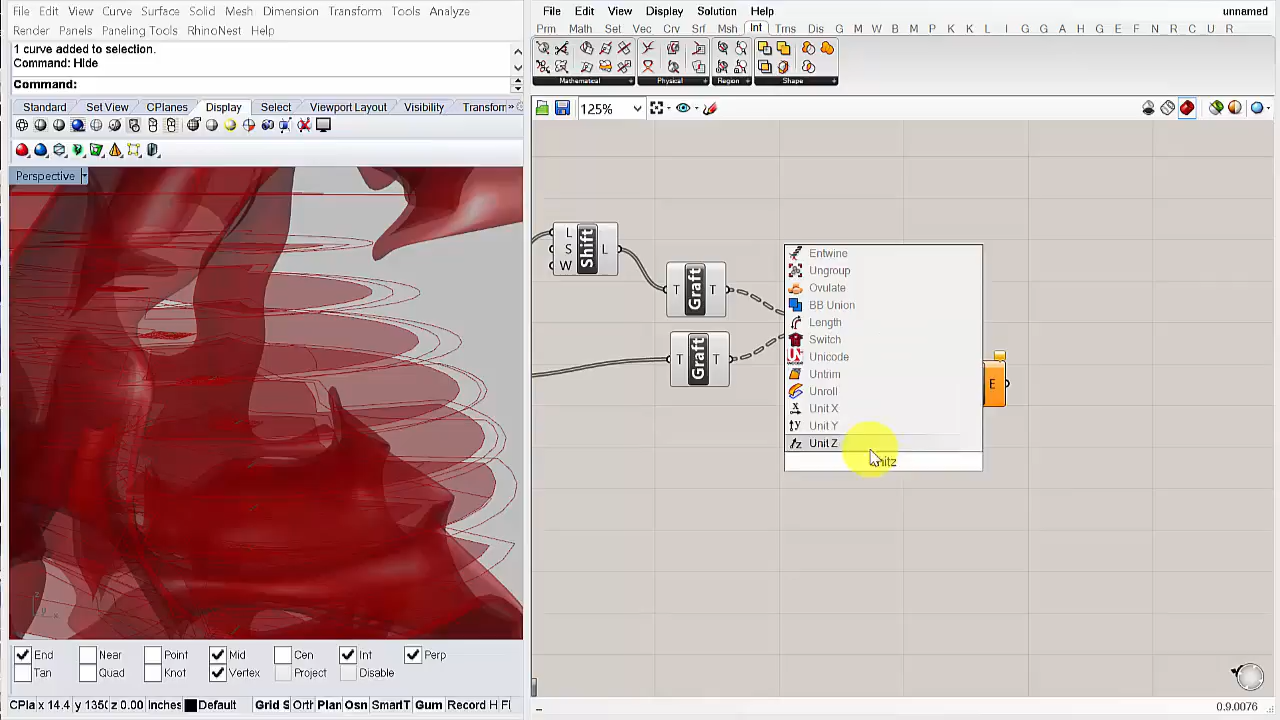 File Edit View Curve Surface Solid Mesh Dimension Transform Tools Analyze
Render Panels Paneling Tools RhinoNest Help
1 curve added to selection.
Command: Hide
Command:
Standard Set View CPlanes Display Select Viewport Layout Visibility Transform »
Perspective
End Near Point Mid Cen Int Perp
Tan Quad Knot Vertex Project Disable
CPla x 14.4 y 1350 z 0.00 Inches Default Grid S Orth Plan Osn SmartT Gum Record H Fl
File Edit View Display Solution Help unnamed
Prm Math Set Vec Crv Srf Msh Int Trns Dis G M W B M P K K L I G H E F N R C U R
Mathematical Physical Region Shape
125%
L S W Shift L
T Graft T
T Graft T
Entwine
Ungroup
Ovulate
BB Union
Length
Switch
Unicode
Untrim
Unroll
Unit X
Unit Y
Unit Z
E
0.9.0076